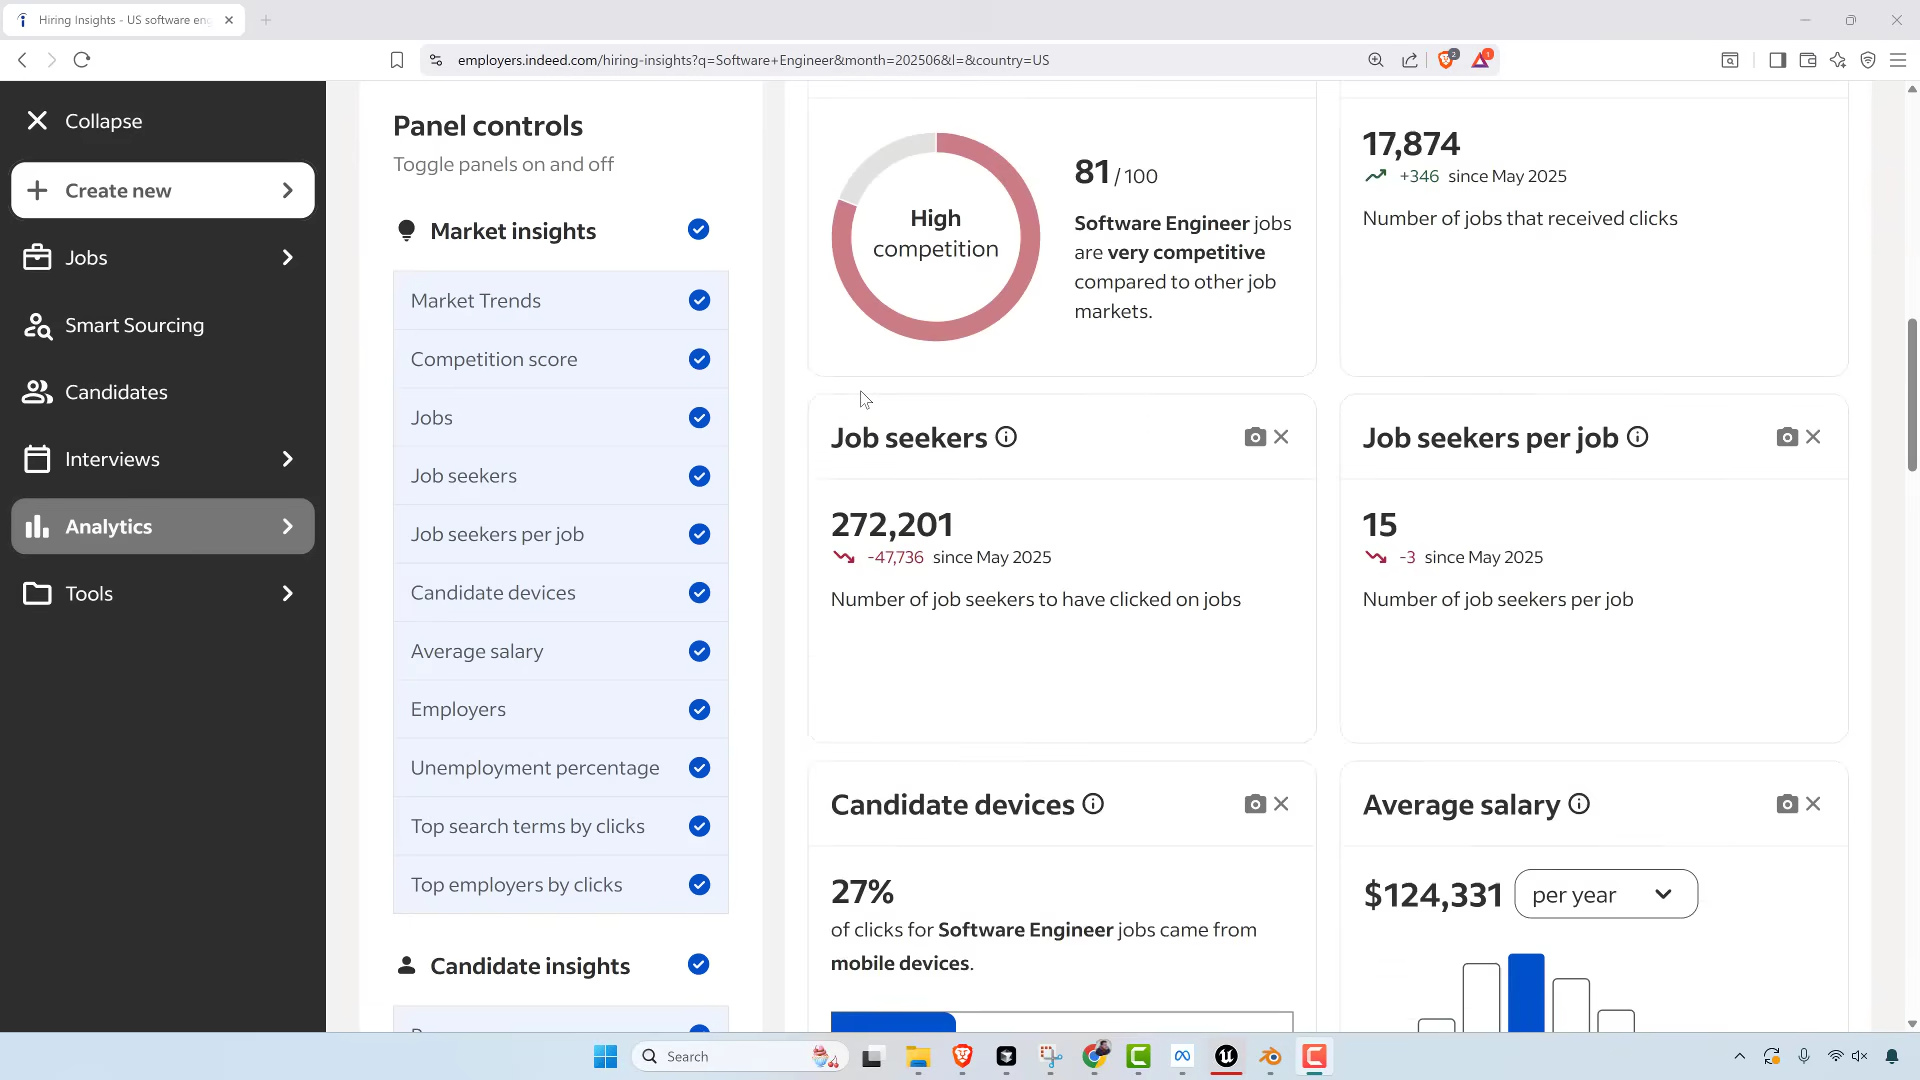 Hiring Insights - US software eng
employers.indeed.com/hiring-insights?q=Software+Engineer&month=202506&l=&country=US
2
1
Collapse
Create new
Jobs
Smart Sourcing
Candidates
Interviews
Analytics
Tools
Panel controls
Toggle panels on and off
Market insights
Market Trends
Competition score
Jobs
Job seekers
Job seekers per job
Candidate devices
Average salary
Employers
Unemployment percentage
Top search terms by clicks
Top employers by clicks
Candidate insights
High
competition
81 / 100
Software Engineer jobs
are very competitive
compared to other job
markets.
17,874
+346 since May 2025
Number of jobs that received clicks
Job seekers
272,201
-47,736 since May 2025
Number of job seekers to have clicked on jobs
Job seekers per job
15
-3 since May 2025
Number of job seekers per job
Candidate devices
27%
of clicks for Software Engineer jobs came from
mobile devices.
Average salary
$124,331 per year
Search